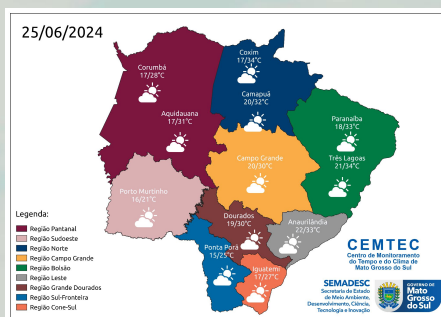 25/06/2024
Coxim
17/34°C
Corumbá
17/28°C
Camapuã
20/32°C
Aquidauana
17/31°C
Paranaíba
18/33°C
Três Lagoas
21/34°C
Campo Grande
20/30°C
Porto Murtinho
16/21°C
Dourados
19/30°C
Anaurilândia
22/33°C
Ponta Porã
15/25°C
Iguatemi
17/27°C
Legenda:
Região Pantanal
Região Sudoeste
Região Norte
Região Campo Grande
Região Bolsão
Região Leste
Região Grande Dourados
Região Sul-Fronteira
Região Cone-Sul
CEMTEC
Centro de Monitoramento
do Tempo e do Clima de
Mato Grosso do Sul
SEMADESC
Secretaria de Estado
de Meio Ambiente,
Desenvolvimento, Ciência,
Tecnologia e Inovação
GOVERNO DE
Mato
Grosso
do Sul